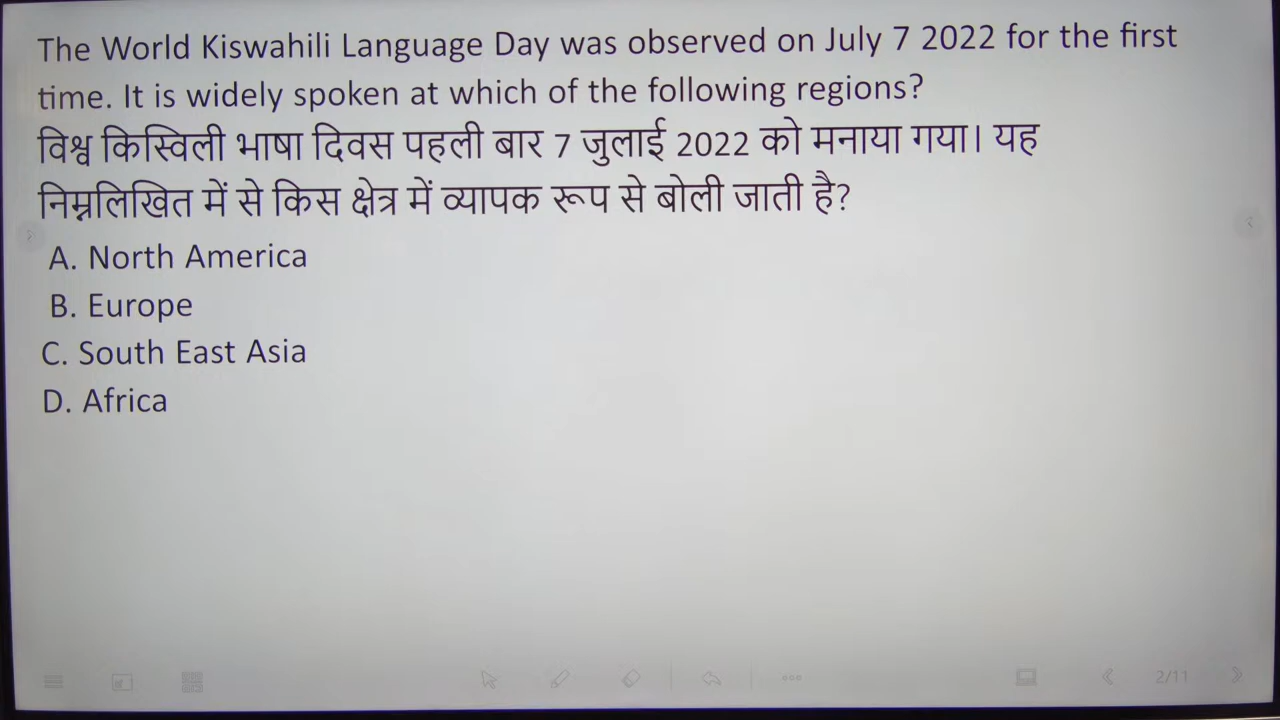 The World Kiswahili Language Day was observed on July 7 2022 for the first
time. It is widely spoken at which of the following regions?
विश्व किस्विली भाषा दिवस पहली बार 7 जुलाई 2022 को मनाया गया। यह
निम्नलिखित में से किस क्षेत्र में व्यापक रूप से बोली जाती है?
A. North America
B. Europe
C. South East Asia
D. Africa
2/11